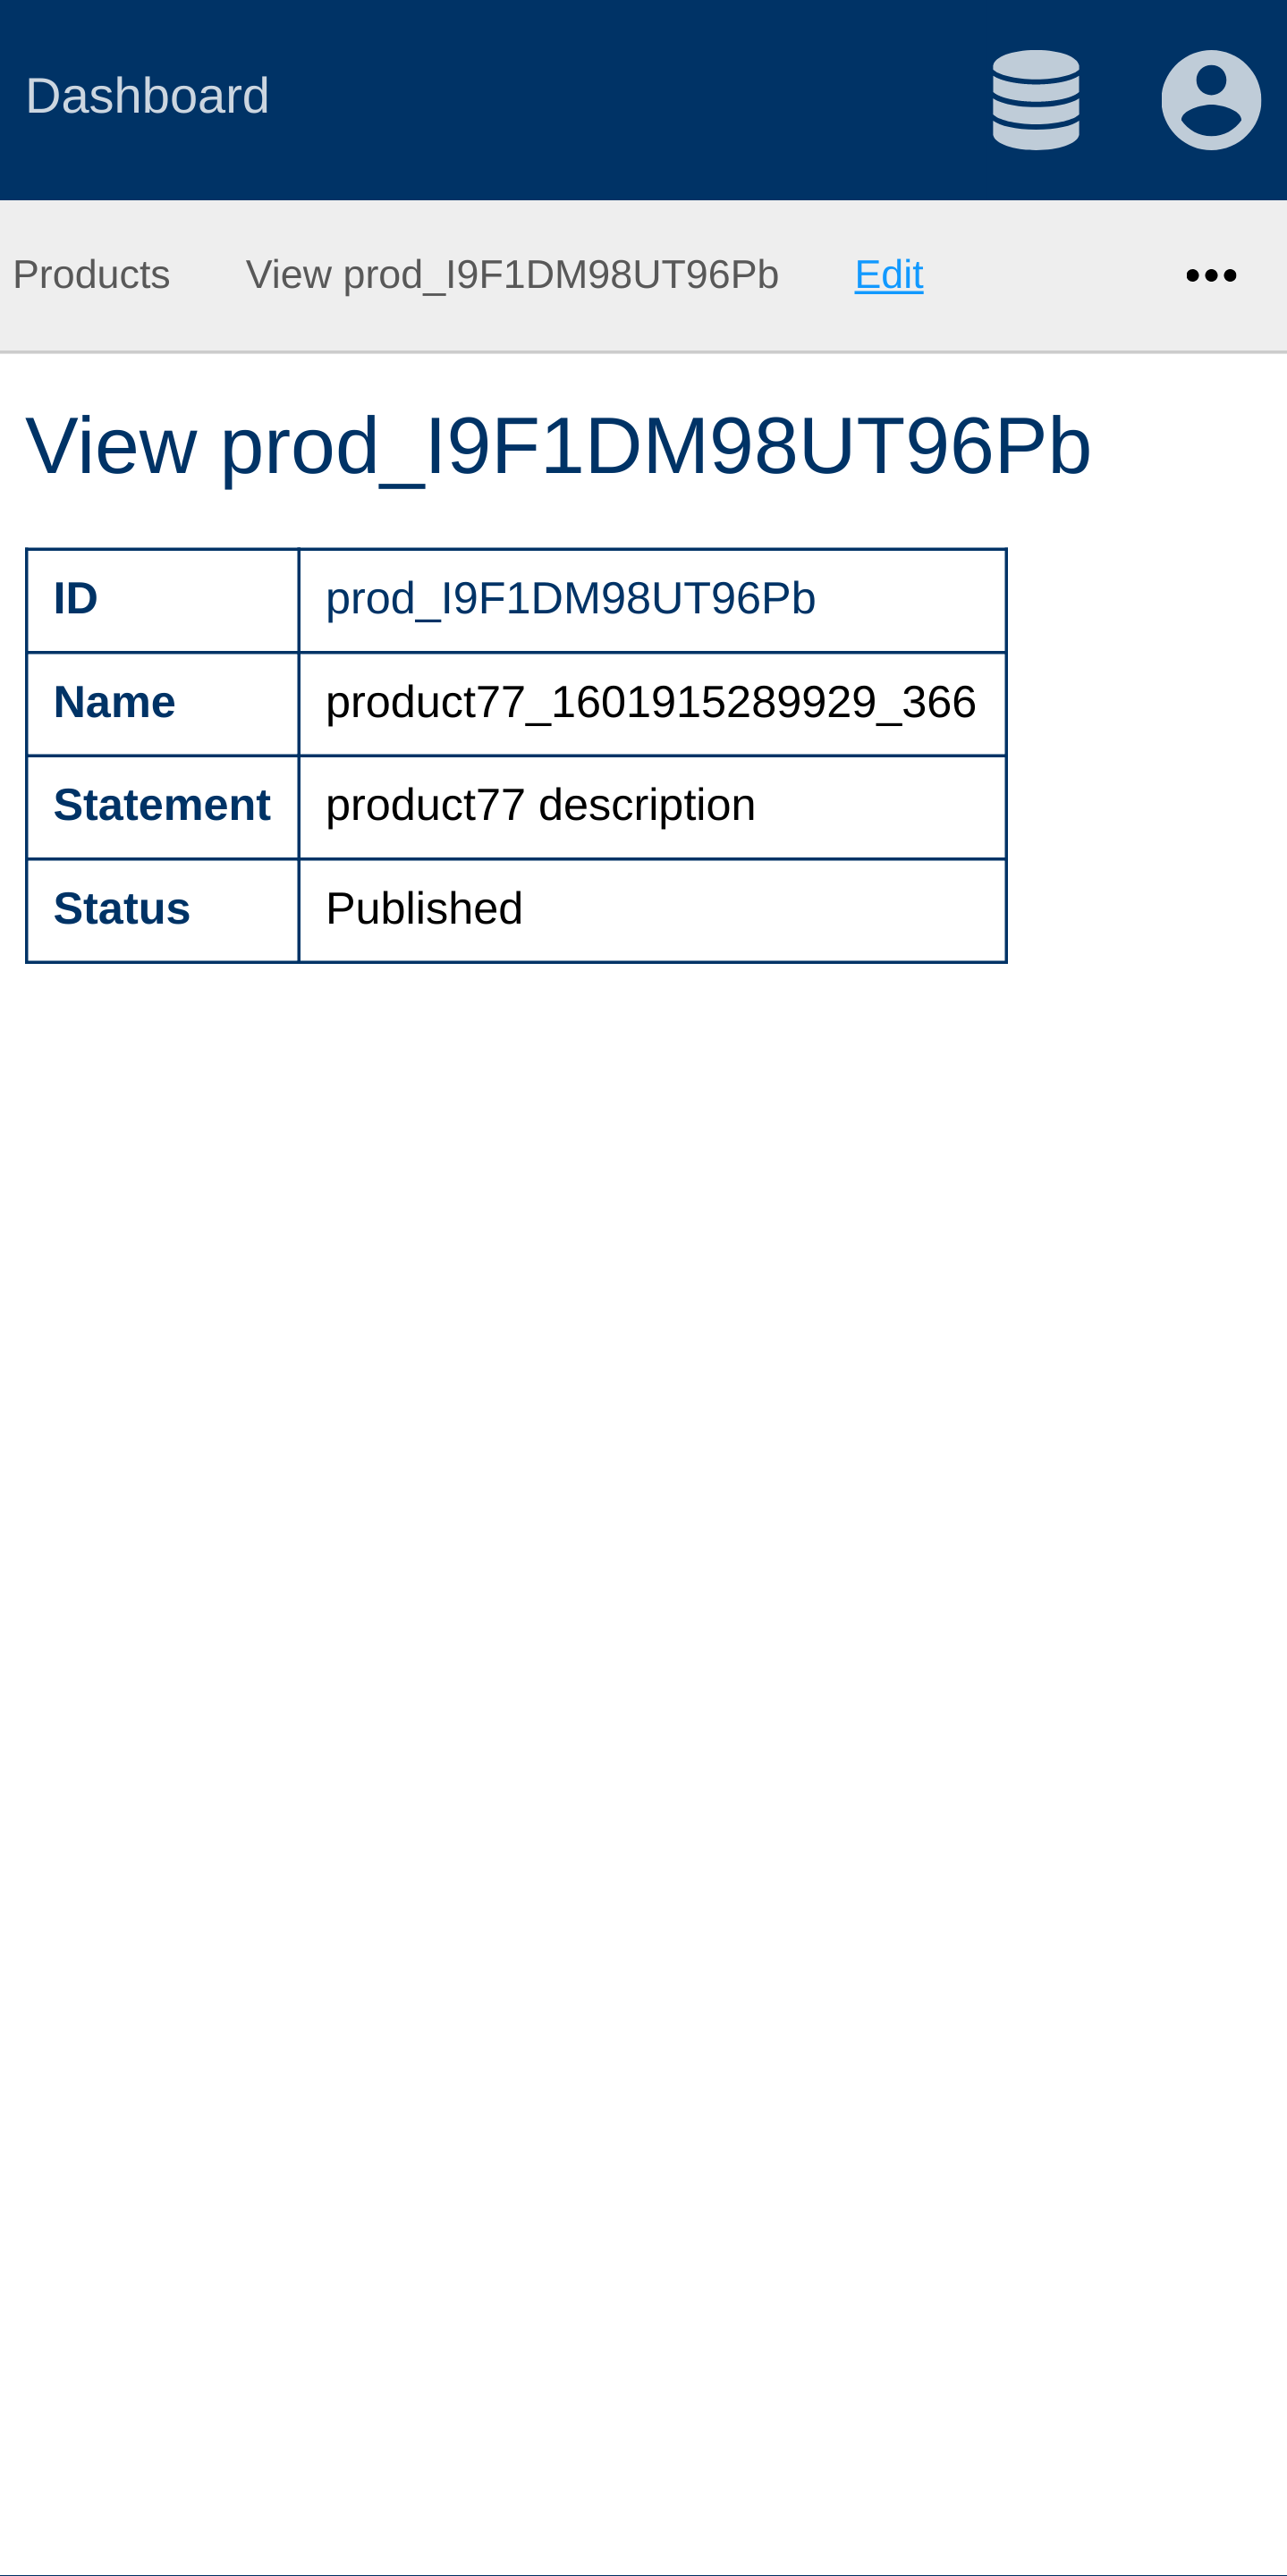 Dashboard
Products View prod_I9F1DM98UT96Pb Edit
View prod_I9F1DM98UT96Pb
ID prod_I9F1DM98UT96Pb
Name product77_1601915289929_366
Statement product77 description
Status Published